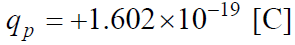 q_p = +1.602×10⁻¹⁹ [C]